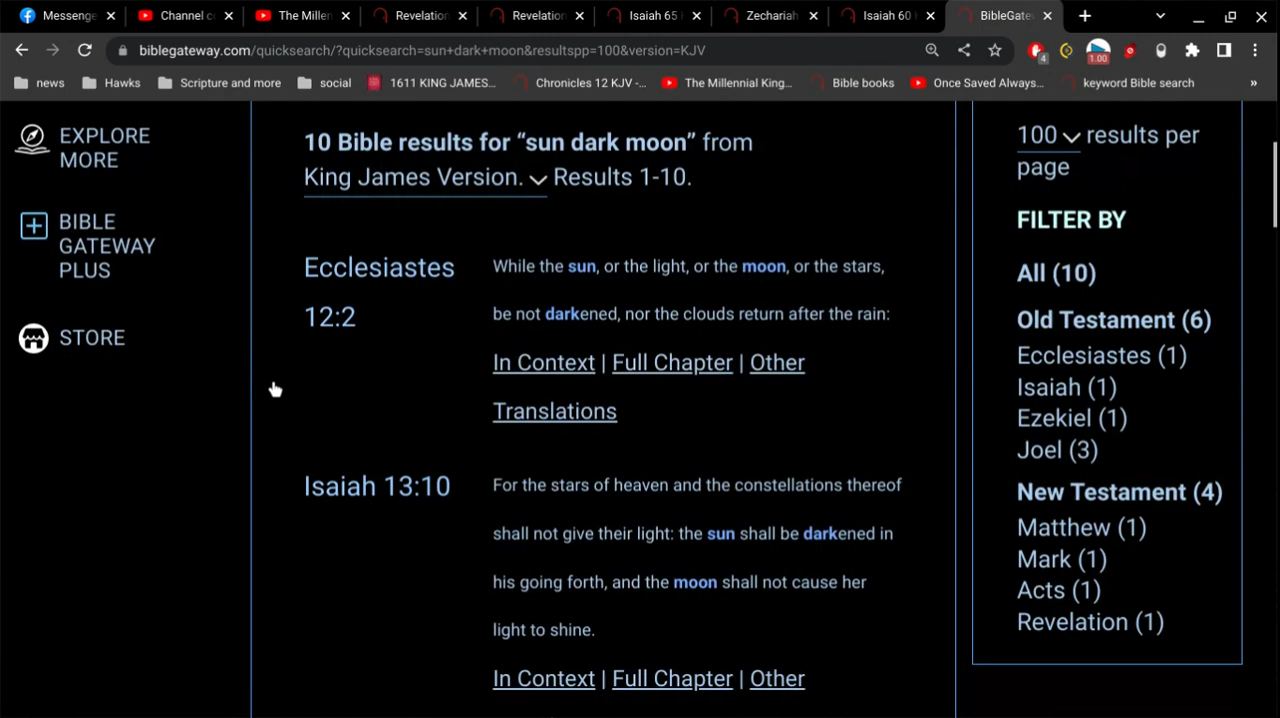 Messenge
Channel c
The Millen
Revelation
Revelation
Isaiah 65
Zechariah
Isaiah 60
BibleGate
biblegateway.com/quicksearch/?quicksearch=sun+dark+moon&resultspp=100&version=KJV
4
1.00
news
Hawks
Scripture and more
social
1611 KING JAMES...
Chronicles 12 KJV -...
The Millennial King...
Bible books
Once Saved Always...
keyword Bible search
»
EXPLORE
MORE
BIBLE
GATEWAY
PLUS
STORE
10 Bible results for “sun dark moon” from
King James Version. Results 1-10.
Ecclesiastes
12:2
While the sun, or the light, or the moon, or the stars,
be not darkened, nor the clouds return after the rain:
In Context | Full Chapter | Other
Translations
Isaiah 13:10
For the stars of heaven and the constellations thereof
shall not give their light: the sun shall be darkened in
his going forth, and the moon shall not cause her
light to shine.
In Context | Full Chapter | Other
100 results per
page
FILTER BY
All (10)
Old Testament (6)
Ecclesiastes (1)
Isaiah (1)
Ezekiel (1)
Joel (3)
New Testament (4)
Matthew (1)
Mark (1)
Acts (1)
Revelation (1)